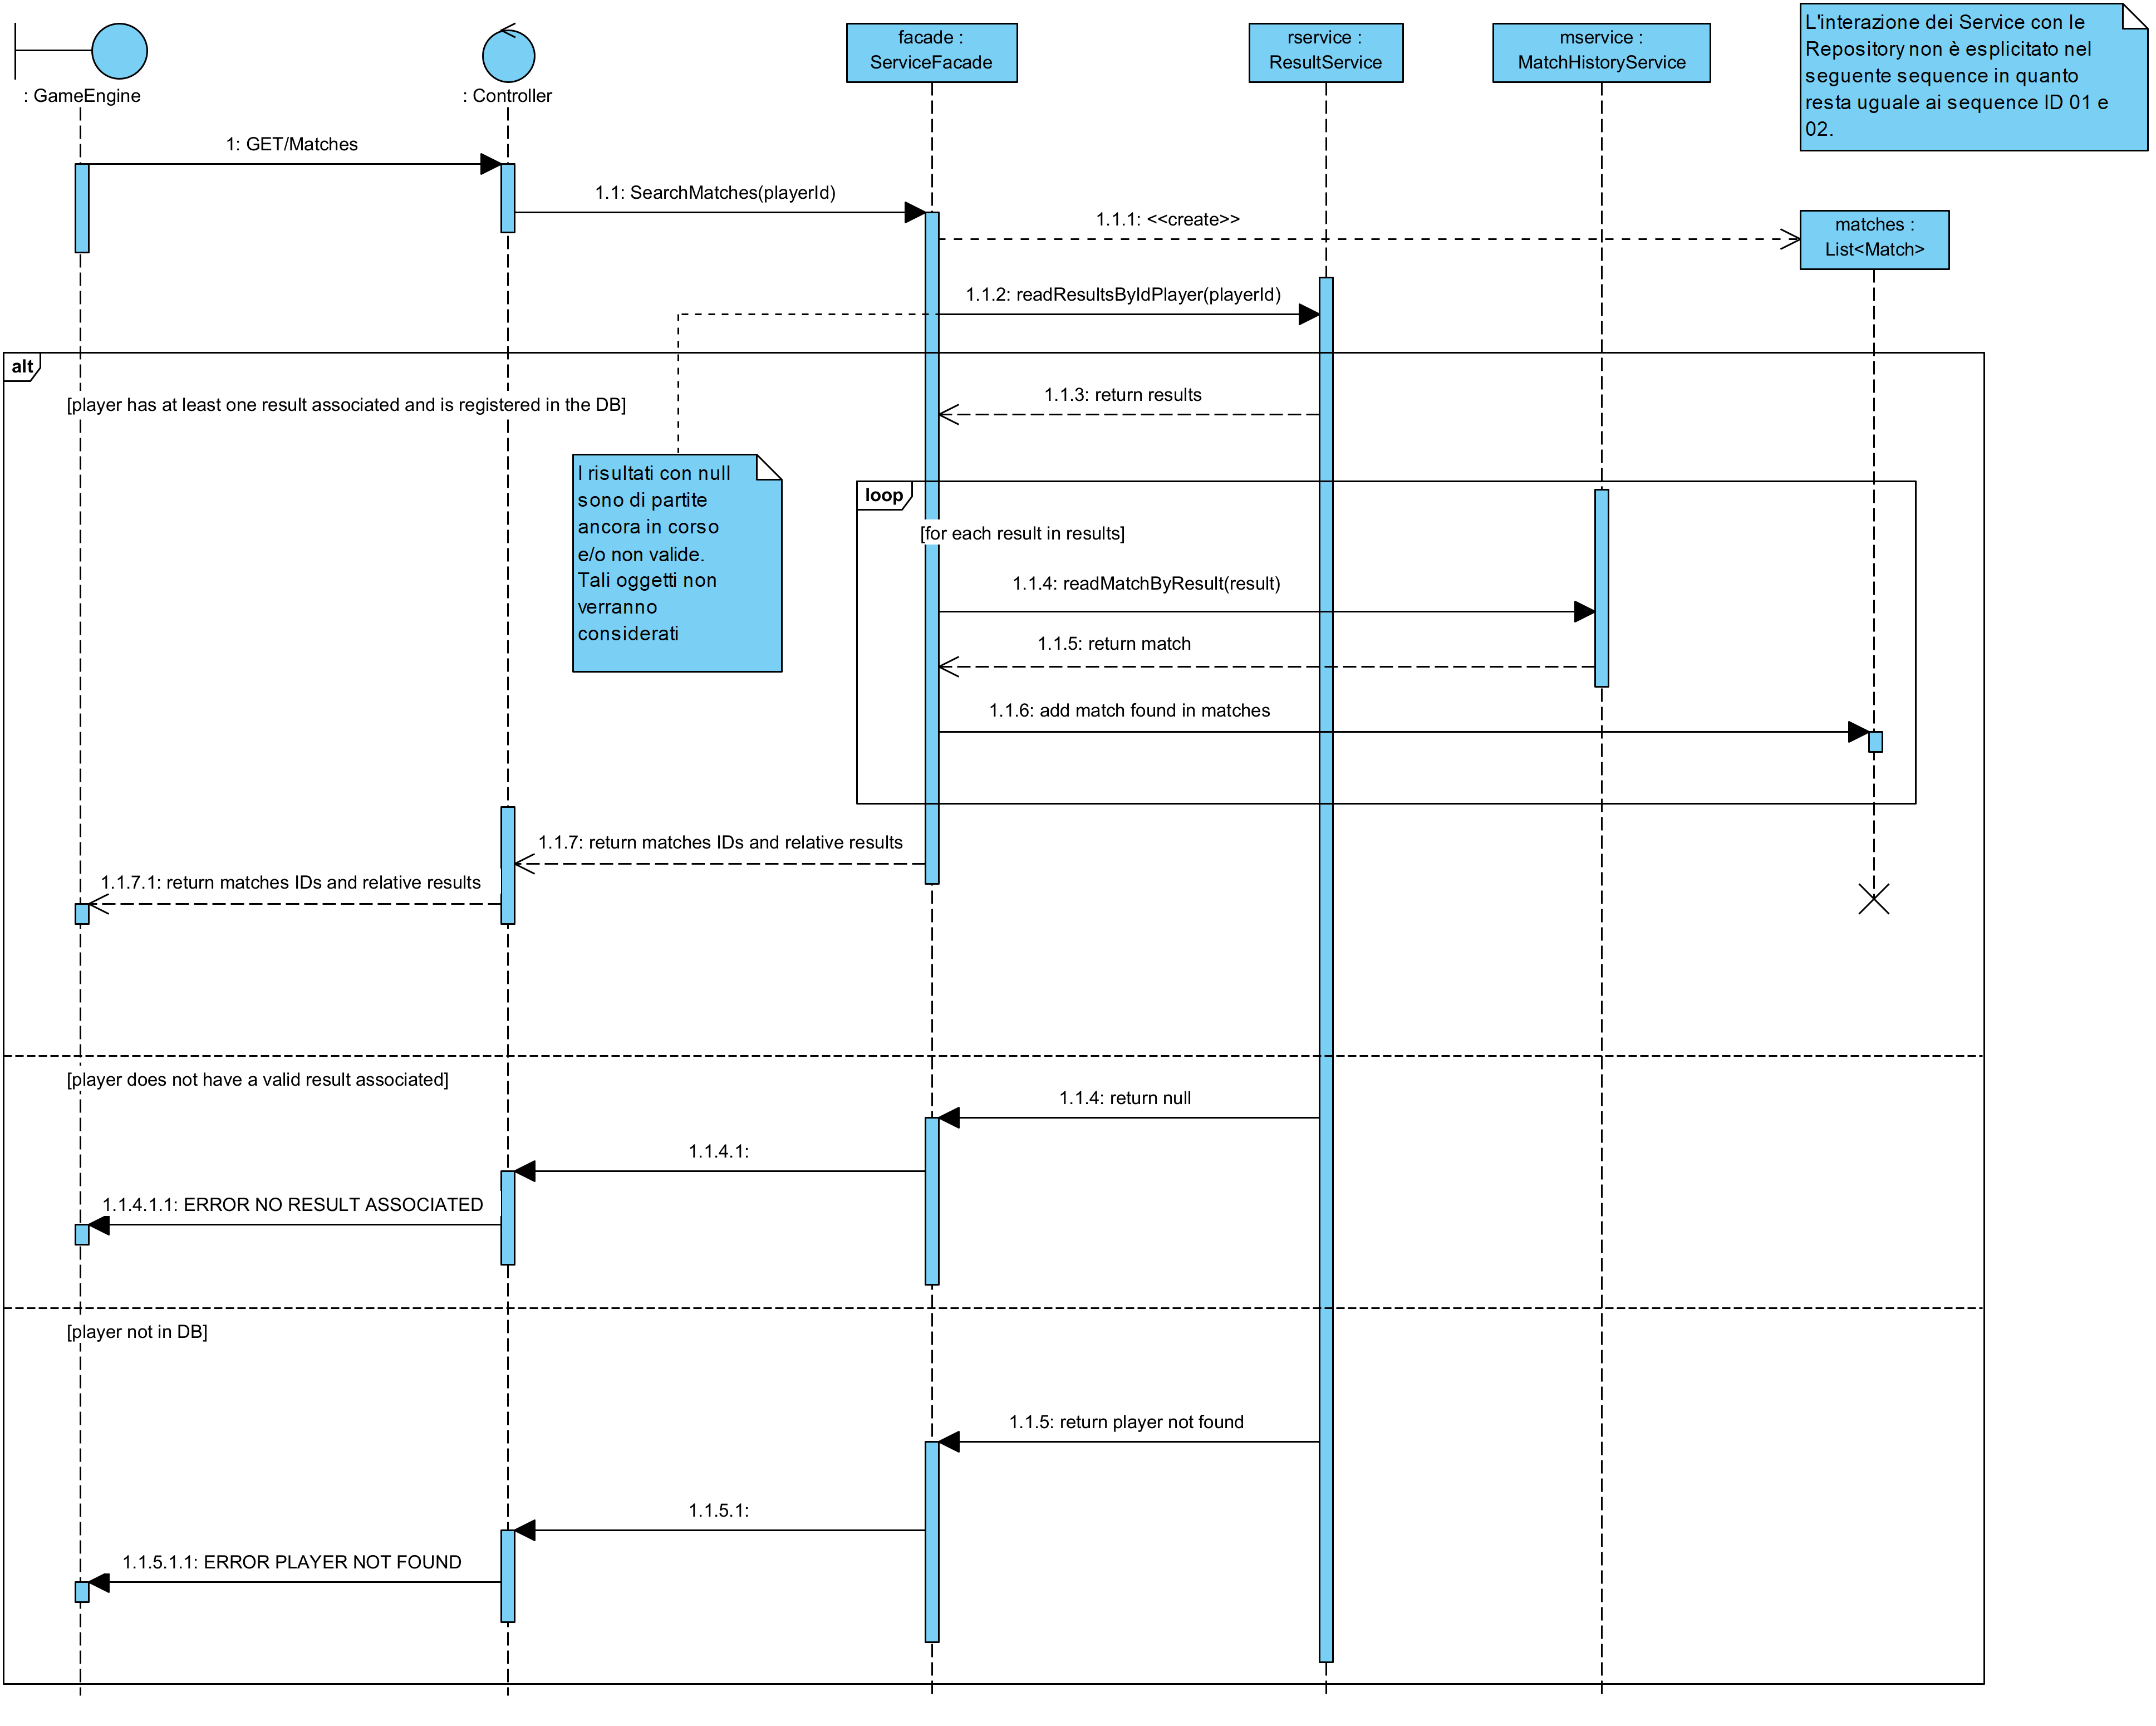 : GameEngine
: Controller
facade :
ServiceFacade
rservice :
ResultService
mservice :
MatchHistoryService
L'interazione dei Service con le
Repository non è esplicitato nel
seguente sequence in quanto
resta uguale ai sequence ID 01 e
02.
1: GET/Matches
1.1: SearchMatches(playerId)
1.1.1: <<create>>
matches :
List<Match>
1.1.2: readResultsByIdPlayer(playerId)
alt
[player has at least one result associated and is registered in the DB]
1.1.3: return results
I risultati con null
sono di partite
ancora in corso
e/o non valide.
Tali oggetti non
verranno
considerati
loop
[for each result in results]
1.1.4: readMatchByResult(result)
1.1.5: return match
1.1.6: add match found in matches
1.1.7: return matches IDs and relative results
1.1.7.1: return matches IDs and relative results
[player does not have a valid result associated]
1.1.4: return null
1.1.4.1:
1.1.4.1.1: ERROR NO RESULT ASSOCIATED
[player not in DB]
1.1.5: return player not found
1.1.5.1:
1.1.5.1.1: ERROR PLAYER NOT FOUND